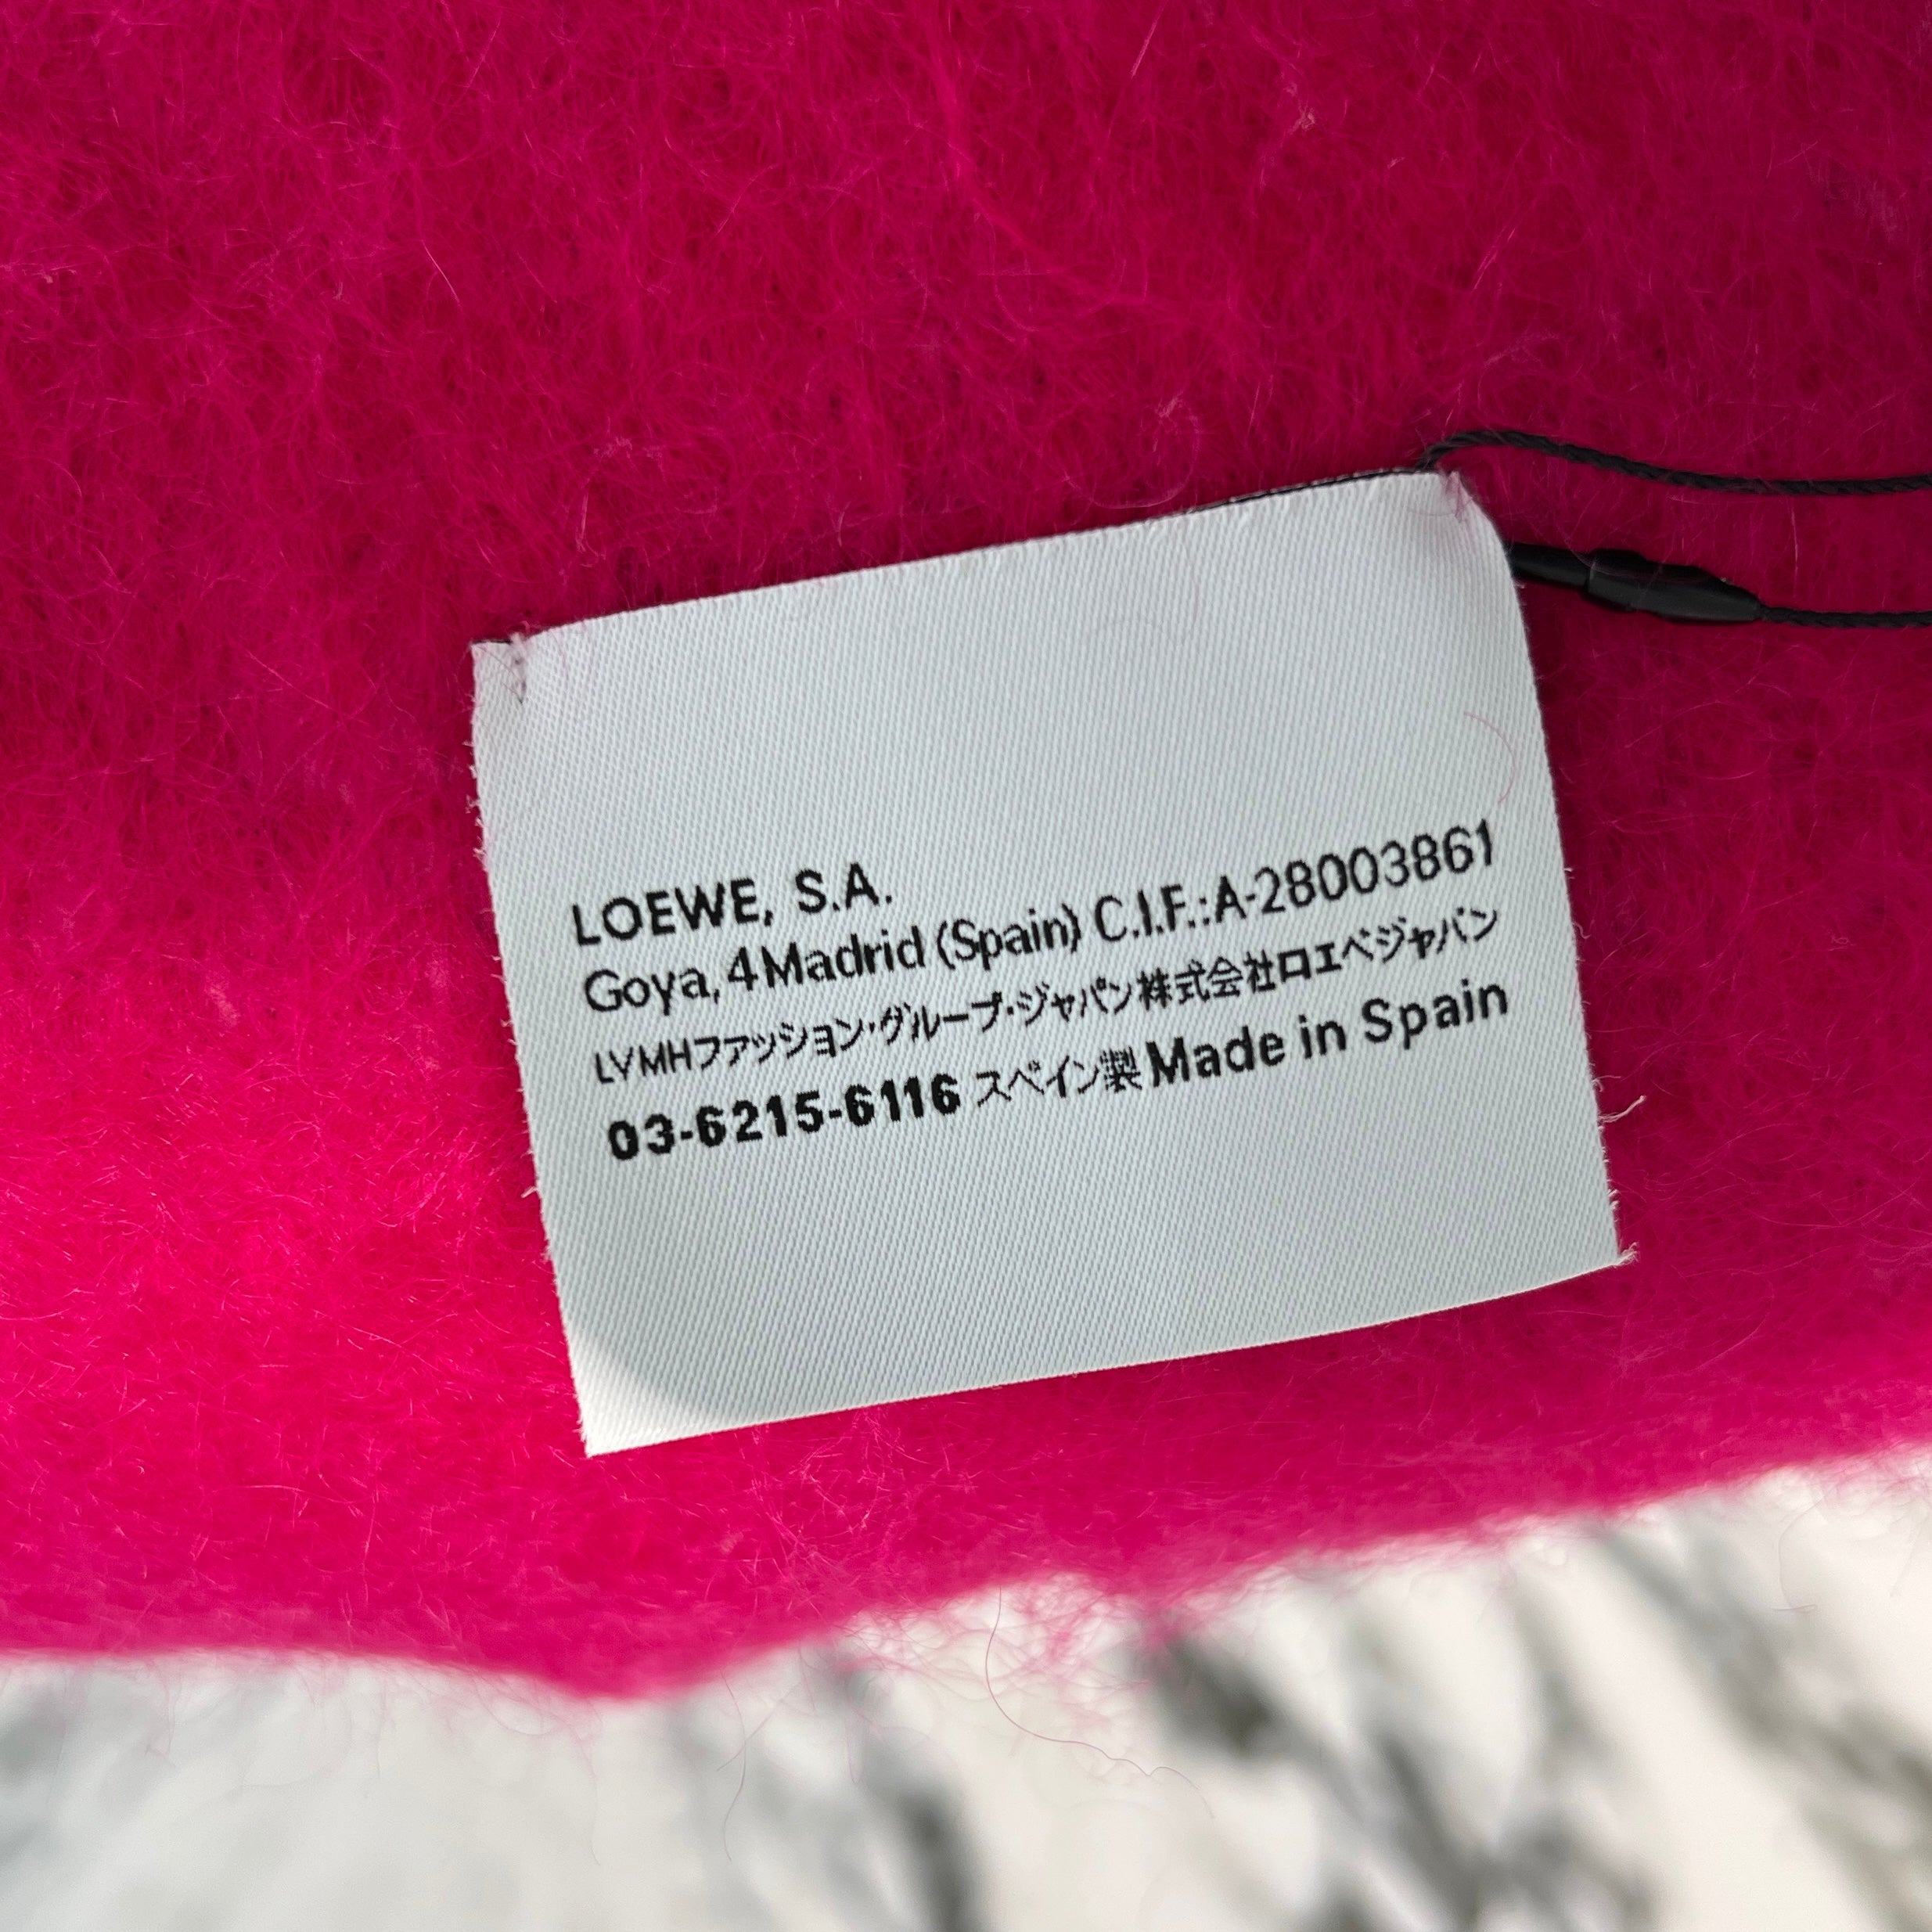 LOEWE, S.A.
Goya, 4 Madrid (Spain) C.I.F.:A-28003861
LVMHファッション・グループ・ジャパン株式会社ロエベジャパン
03-6215-6116 スペイン製 Made in Spain